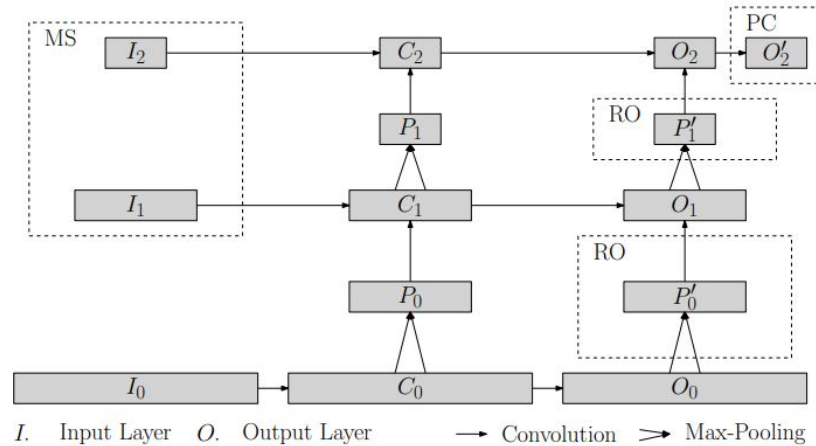 MS
PC
I₂ C₂ O₂ O′₂
RO
P₁ P′₁
I₁ C₁ O₁
RO
P₀ P′₀
I₀ C₀ O₀
I. Input Layer O. Output Layer Convolution Max-Pooling